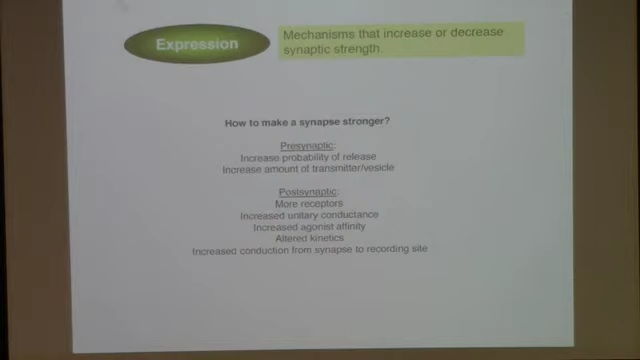 Expression
Mechanisms that increase or decrease
synaptic strength.
How to make a synapse stronger?
Presynaptic:
Increase probability of release
Increase amount of transmitter/vesicle
Postsynaptic:
More receptors
Increased unitary conductance
Increased agonist affinity
Altered kinetics
Increased conduction from synapse to recording site